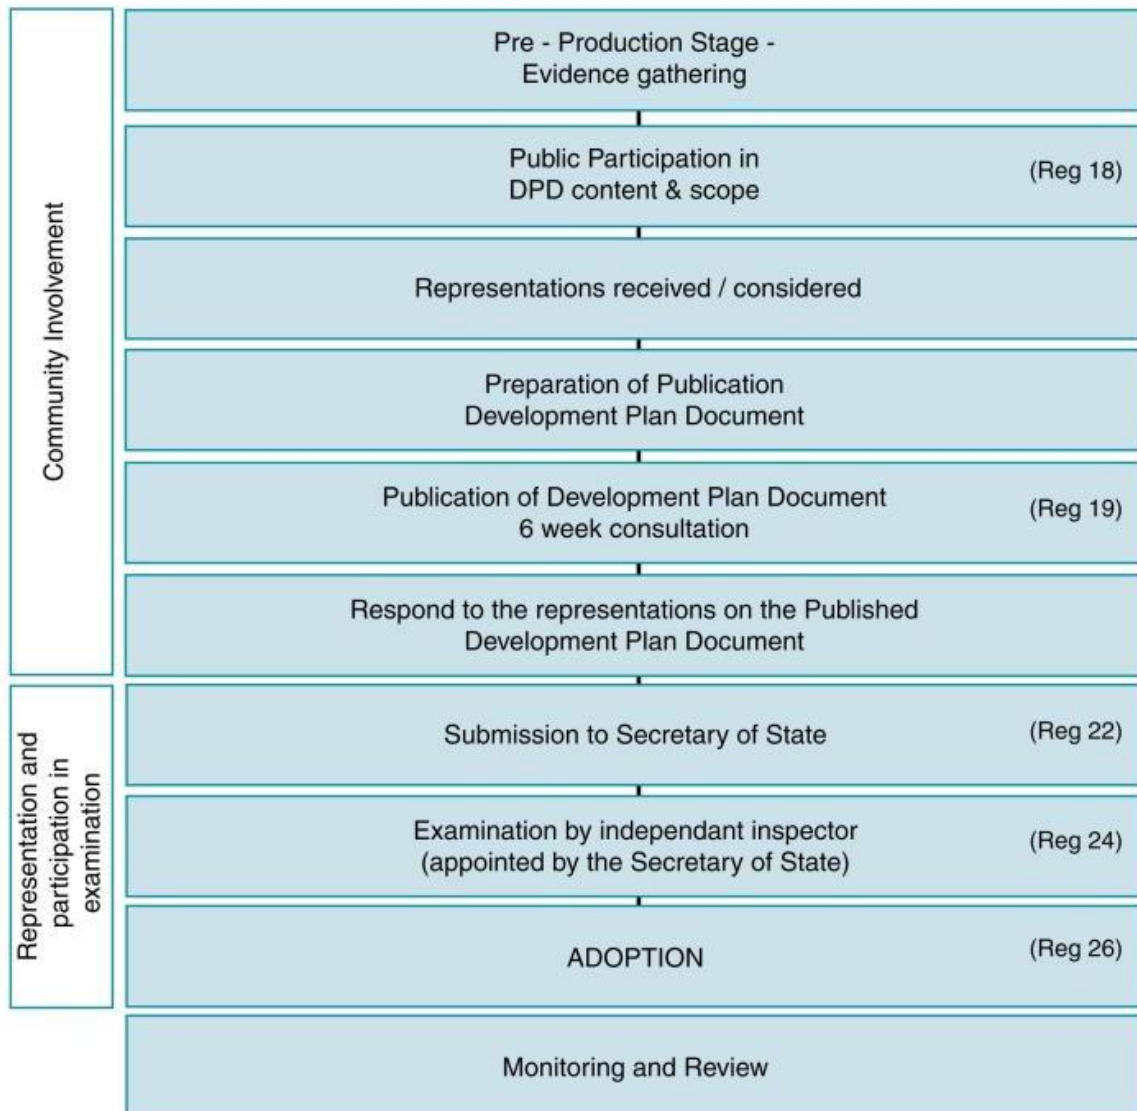 Community Involvement
Pre - Production Stage -
Evidence gathering
Public Participation in
DPD content & scope
(Reg 18)
Representations received / considered
Preparation of Publication
Development Plan Document
Publication of Development Plan Document
6 week consultation
(Reg 19)
Respond to the representations on the Published
Development Plan Document
Representation and
participation in
examination
Submission to Secretary of State
(Reg 22)
Examination by independant inspector
(appointed by the Secretary of State)
(Reg 24)
ADOPTION
(Reg 26)
Monitoring and Review